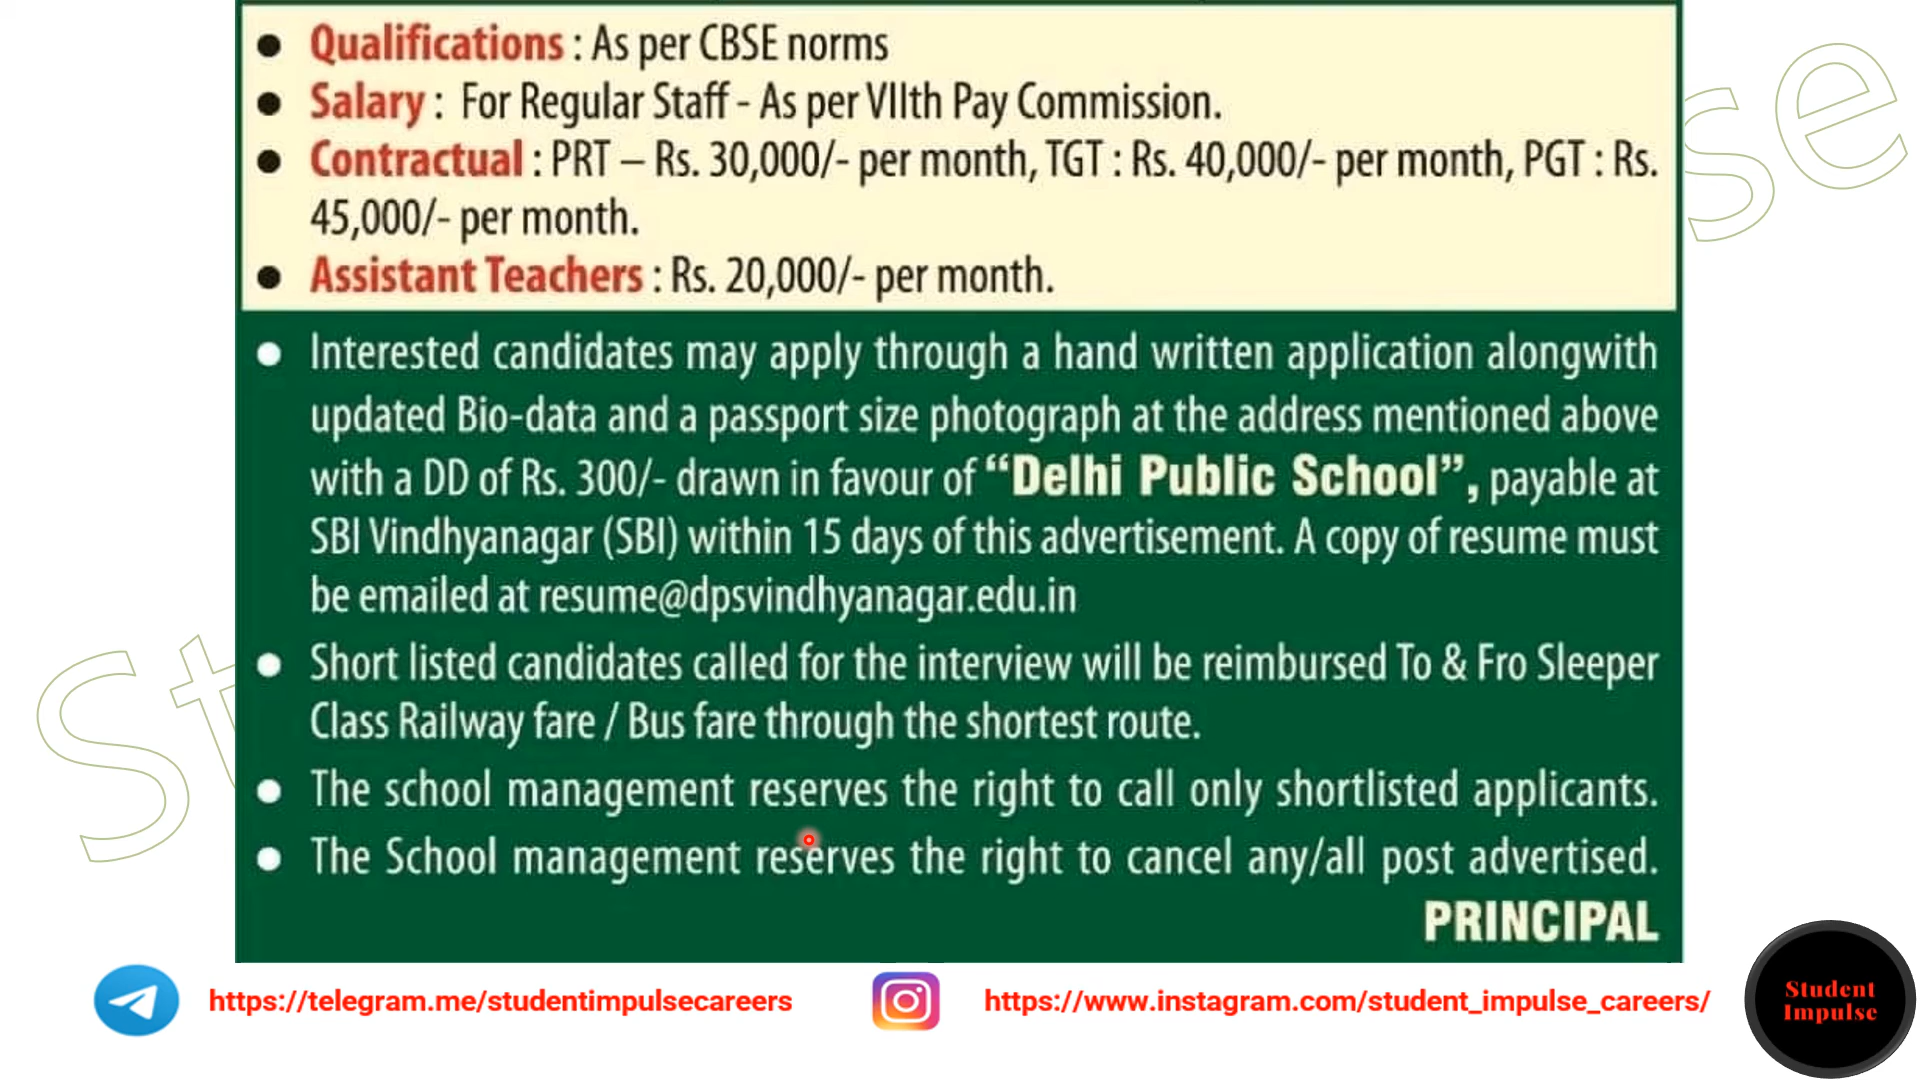 ● Qualifications : As per CBSE norms
● Salary : For Regular Staff - As per VIIth Pay Commission.
● Contractual : PRT – Rs. 30,000/- per month, TGT : Rs. 40,000/- per month, PGT : Rs.
45,000/- per month.
● Assistant Teachers : Rs. 20,000/- per month.
● Interested candidates may apply through a hand written application alongwith
updated Bio-data and a passport size photograph at the address mentioned above
with a DD of Rs. 300/- drawn in favour of “Delhi Public School”, payable at
SBI Vindhyanagar (SBI) within 15 days of this advertisement. A copy of resume must
be emailed at resume@dpsvindhyanagar.edu.in
● Short listed candidates called for the interview will be reimbursed To & Fro Sleeper
Class Railway fare / Bus fare through the shortest route.
● The school management reserves the right to call only shortlisted applicants.
● The School management reserves the right to cancel any/all post advertised.
PRINCIPAL
https://telegram.me/studentimpulsecareers
https://www.instagram.com/student_impulse_careers/
Student
Impulse
St
se